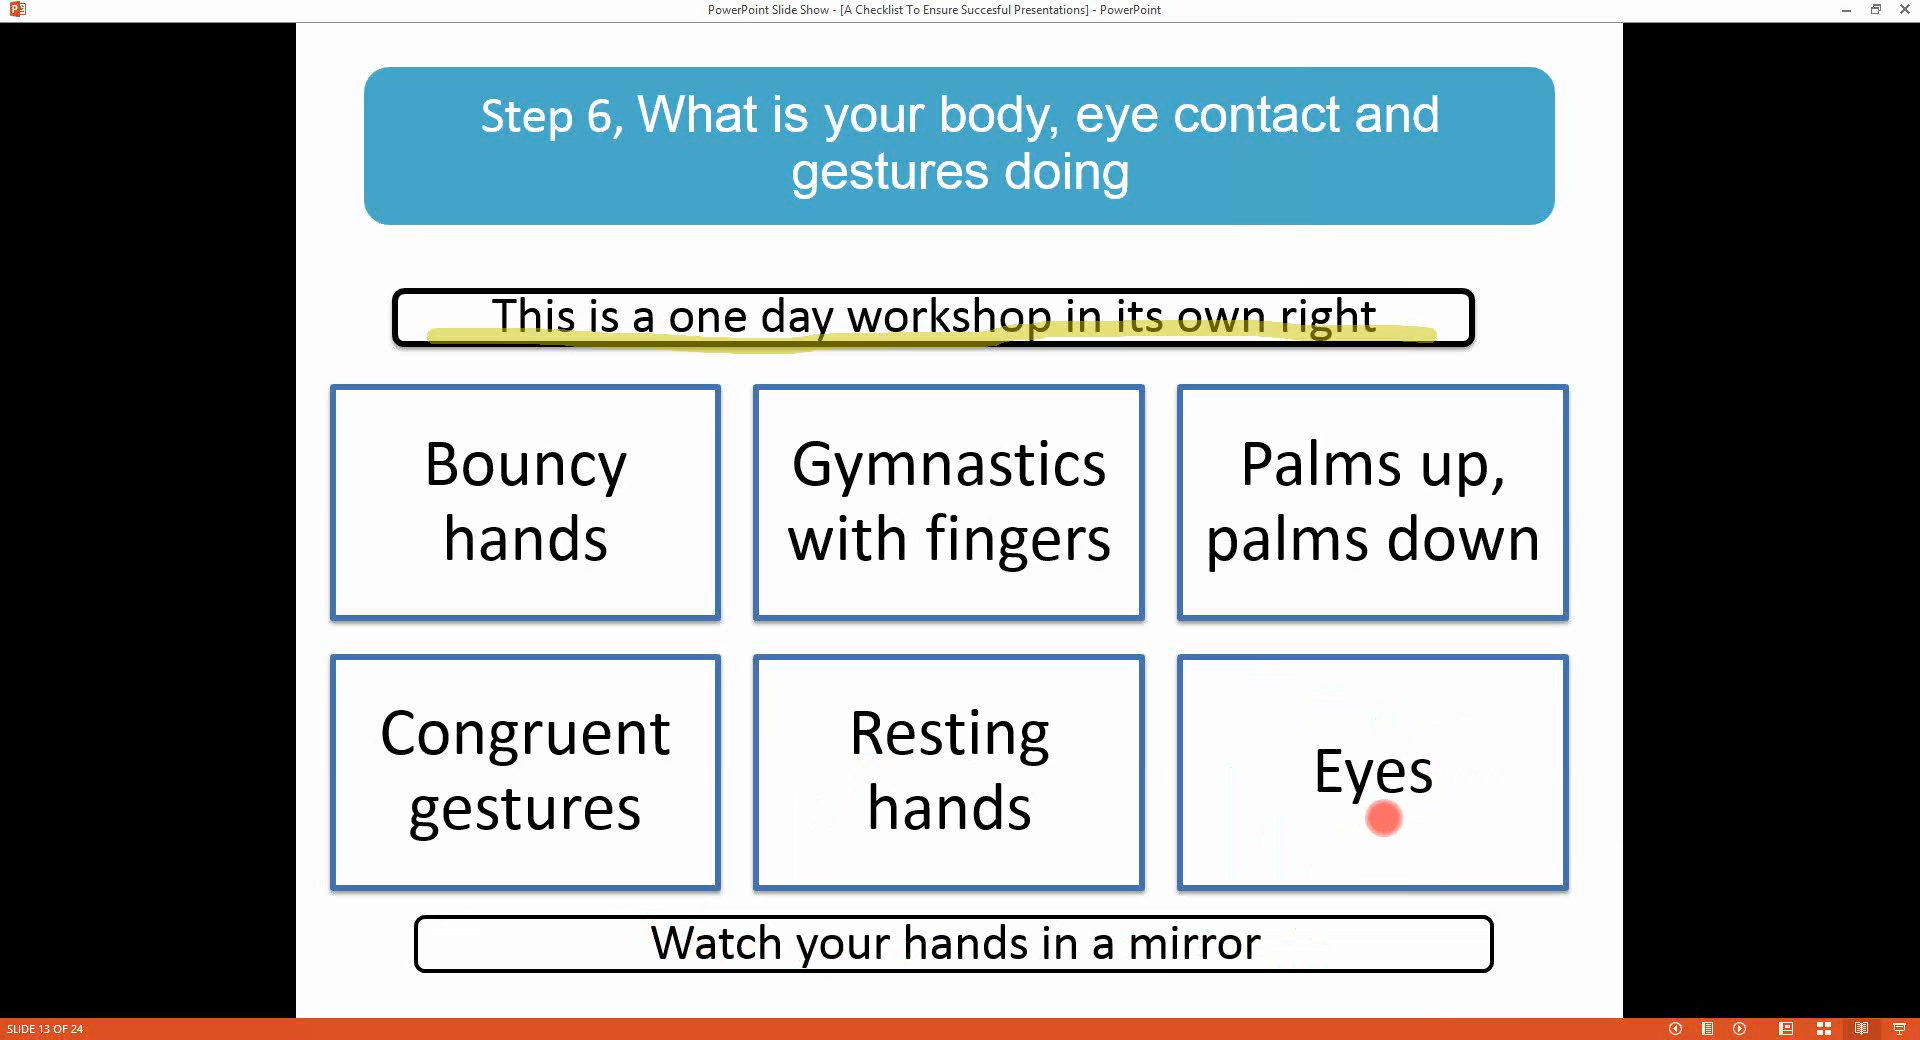 PowerPoint Slide Show - [A Checklist To Ensure Succesful Presentations] - PowerPoint
Step 6, What is your body, eye contact and
gestures doing
This is a one day workshop in its own right
Bouncy
hands
Gymnastics
with fingers
Palms up,
palms down
Congruent
gestures
Resting
hands
Eyes
Watch your hands in a mirror
SLIDE 13 OF 24